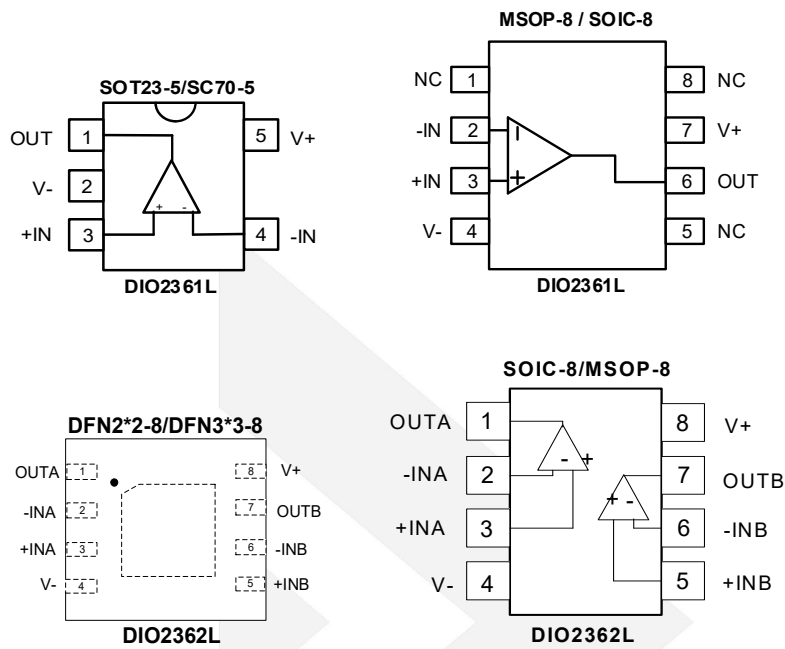 SOT23-5/SC70-5
OUT 1 5 V+
V- 2
+ -
+IN 3 4 -IN
DIO2361L
MSOP-8 / SOIC-8
NC 1 8 NC
-IN 2 - 7 V+
+IN 3 + 6 OUT
V- 4 5 NC
DIO2361L
DFN2*2-8/DFN3*3-8
OUTA 1 8 V+
-INA 2 7 OUTB
+INA 3 6 -INB
V- 4 5 +INB
DIO2362L
SOIC-8/MSOP-8
OUTA 1 8 V+
-INA 2 - + 7 OUTB
+INA 3 + - 6 -INB
V- 4 5 +INB
DIO2362L